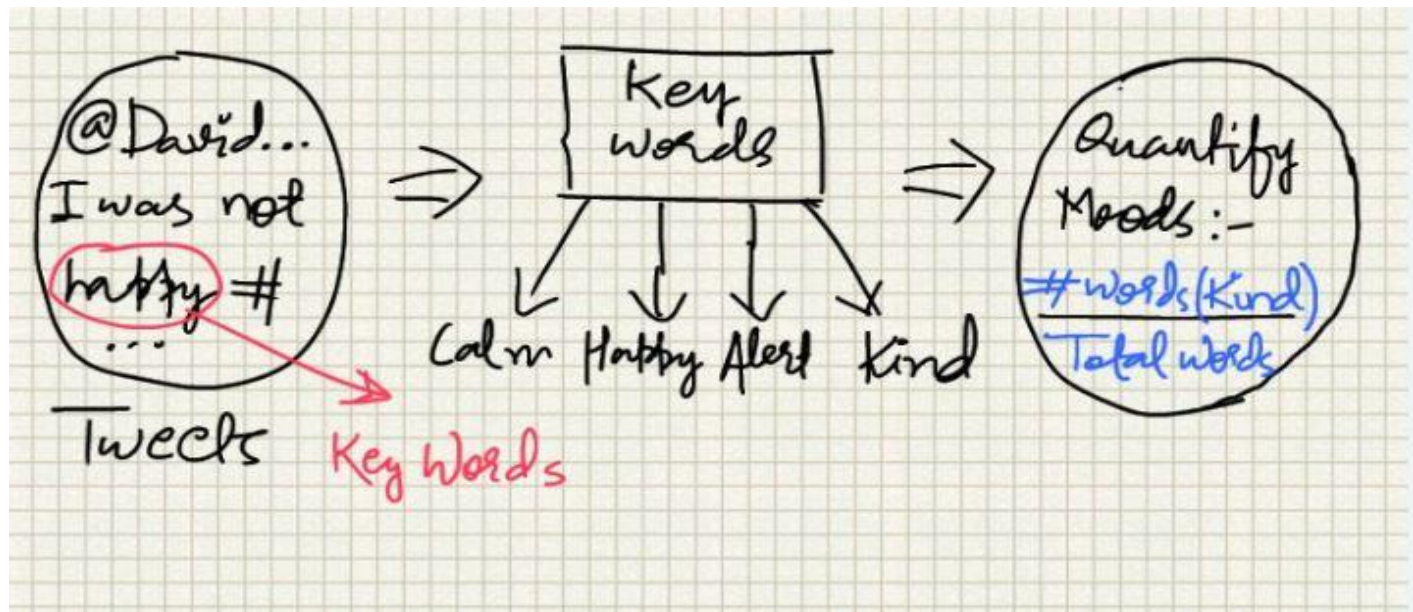 @David...
I was not
happy #
...
Tweets
Key Words
Key
words
Calm Happy Alert Kind
Quantify
Moods :-
# words (Kind)
Total words